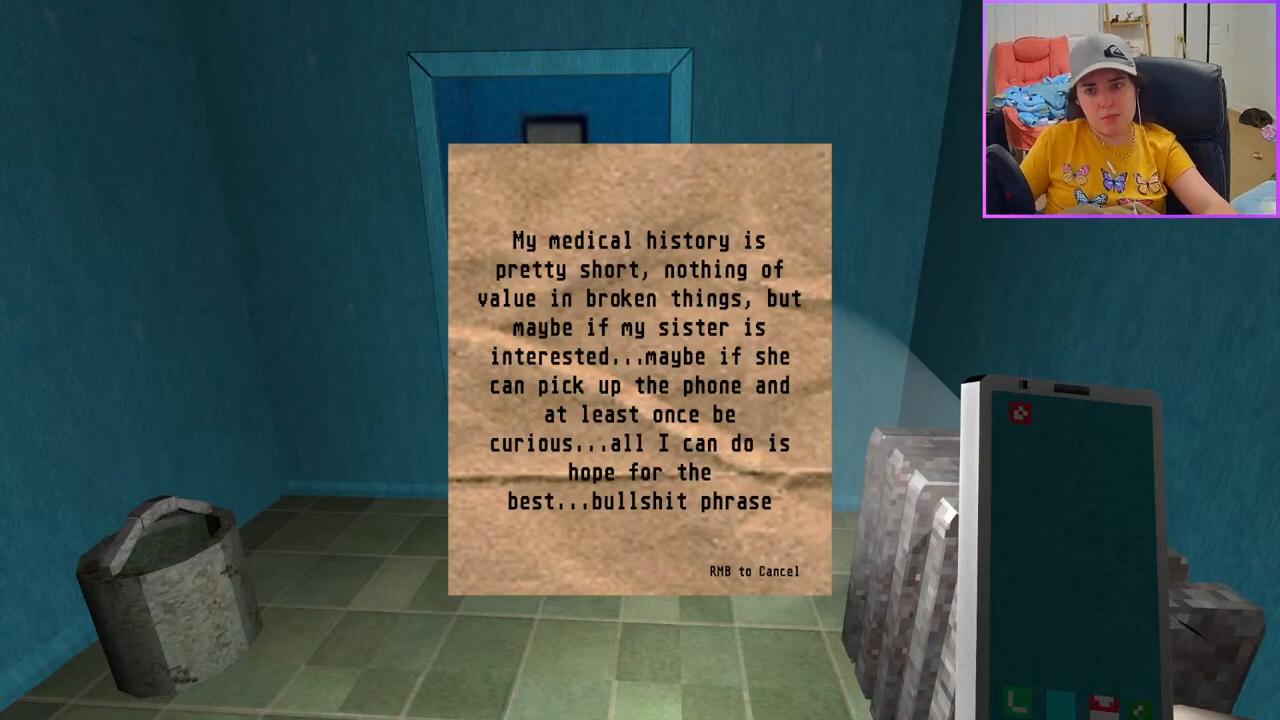 My medical history is
pretty short, nothing of
value in broken things, but
maybe if my sister is
interested...maybe if she
can pick up the phone and
at least once be
curious...all I can do is
hope for the
best...bullshit phrase
RMB to Cancel